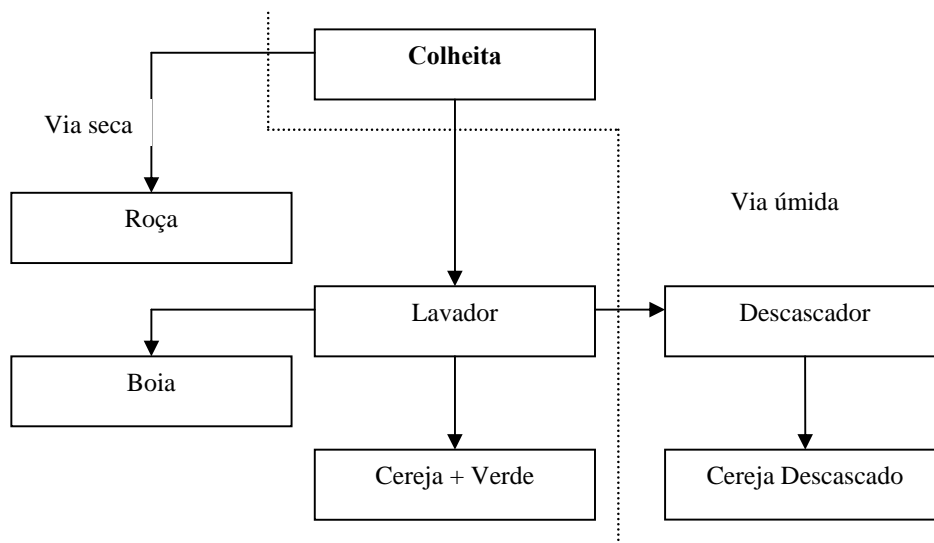 Colheita
Via seca
Roça
Via úmida
Lavador
Descascador
Boia
Cereja + Verde
Cereja Descascado